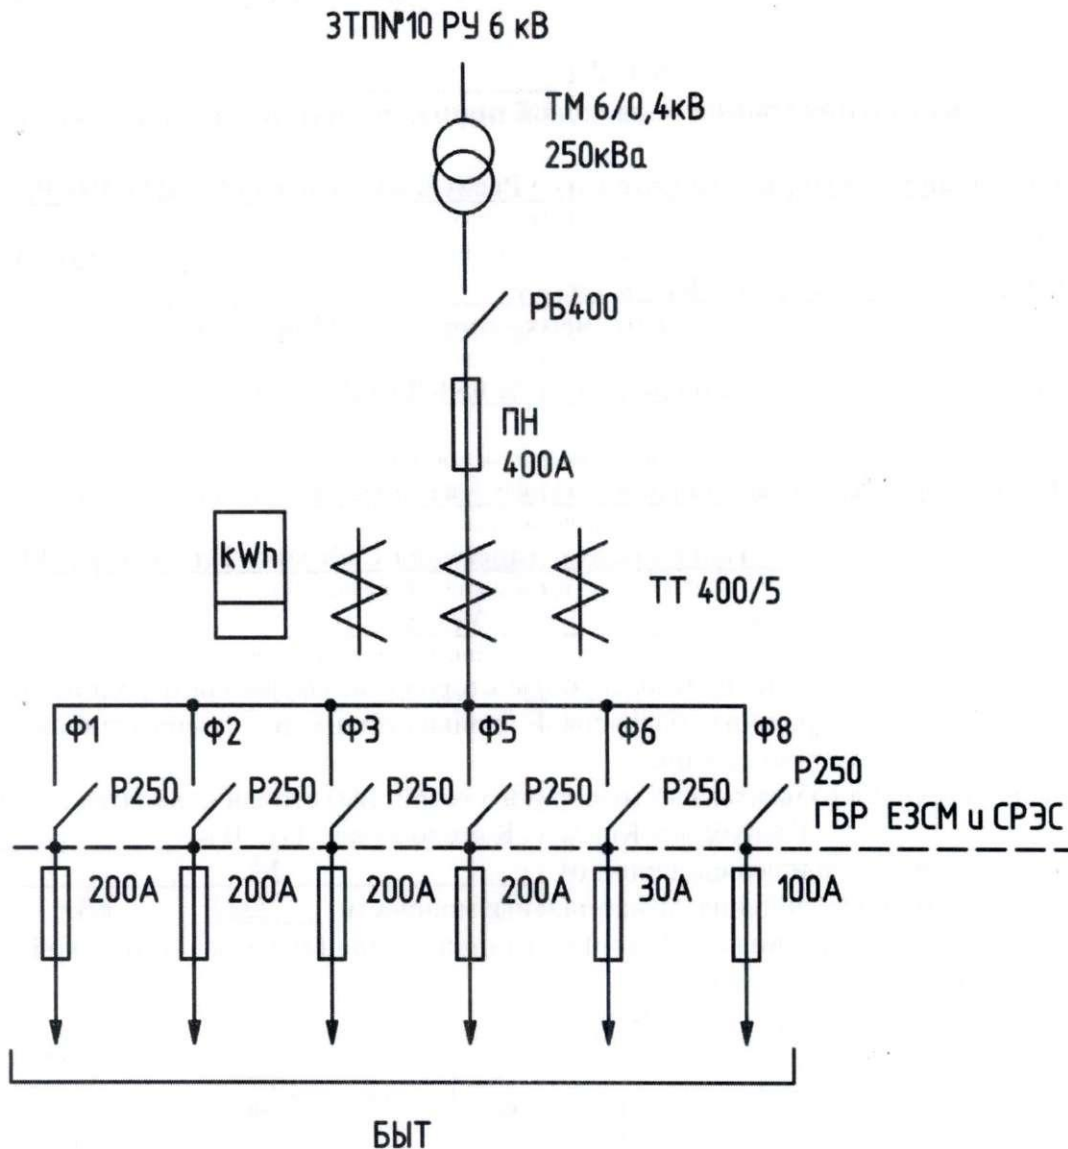 ЗТП№10 РУ 6 кВ
ТМ 6/0,4кВ
250кВа
РБ400
ПН
400А
kWh
ТТ 400/5
Ф1
Ф2
Ф3
Ф5
Ф6
Ф8
Р250
Р250
Р250
Р250
Р250
Р250
ГБР ЕЗСМ и СРЭС
200А
200А
200А
200А
30А
100А
БЫТ